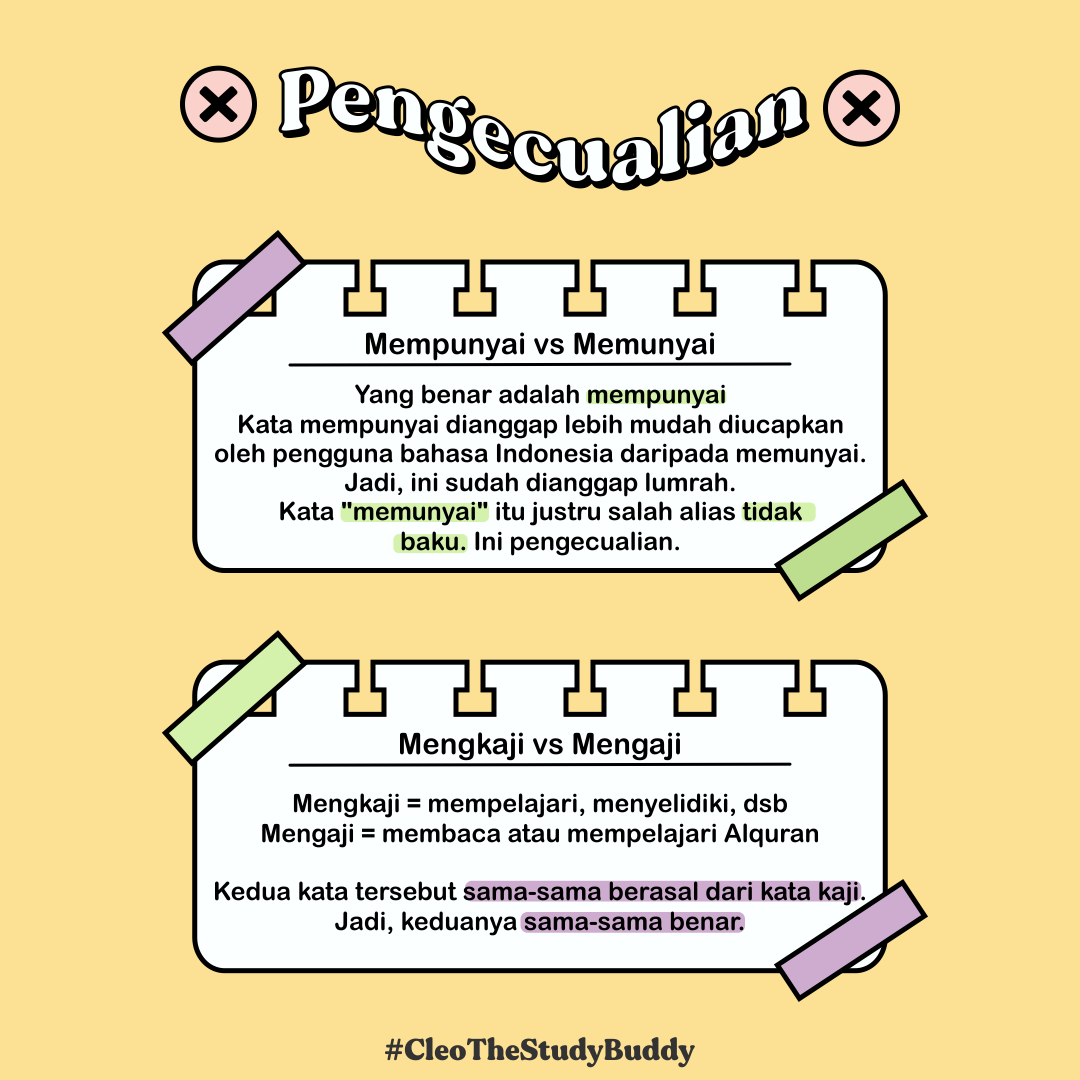 Pengecualian
Mempunyai vs Memunyai
Yang benar adalah mempunyai
Kata mempunyai dianggap lebih mudah diucapkan
oleh pengguna bahasa Indonesia daripada memunyai.
Jadi, ini sudah dianggap lumrah.
Kata "memunyai" itu justru salah alias tidak
baku. Ini pengecualian.
Mengkaji vs Mengaji
Mengkaji = mempelajari, menyelidiki, dsb
Mengaji = membaca atau mempelajari Alquran
Kedua kata tersebut sama-sama berasal dari kata kaji.
Jadi, keduanya sama-sama benar.
#CleoTheStudyBuddy